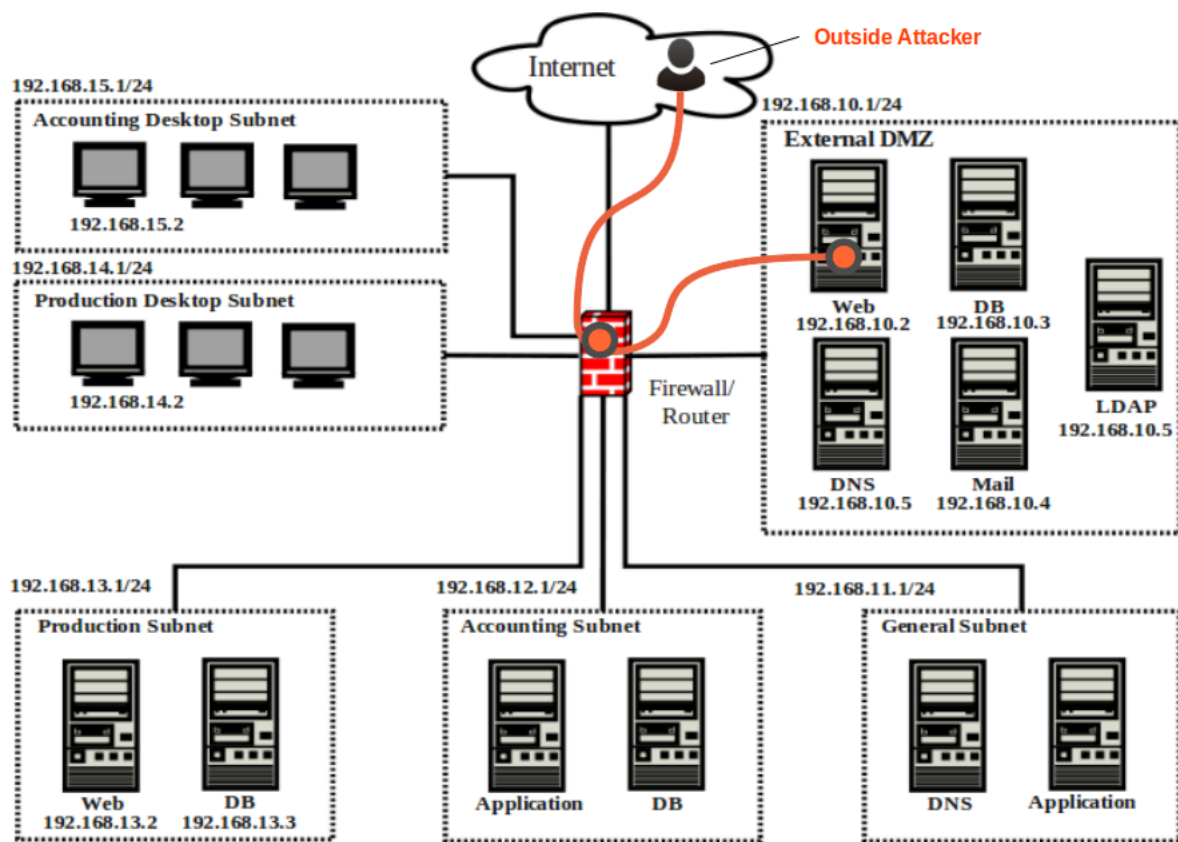 Outside Attacker
Internet
192.168.15.1/24
Accounting Desktop Subnet
192.168.15.2
192.168.14.1/24
Production Desktop Subnet
192.168.14.2
192.168.10.1/24
External DMZ
Web
192.168.10.2
DB
192.168.10.3
LDAP
192.168.10.5
DNS
192.168.10.5
Mail
192.168.10.4
Firewall/
Router
192.168.13.1/24
Production Subnet
Web
192.168.13.2
DB
192.168.13.3
192.168.12.1/24
Accounting Subnet
Application
DB
192.168.11.1/24
General Subnet
DNS
Application